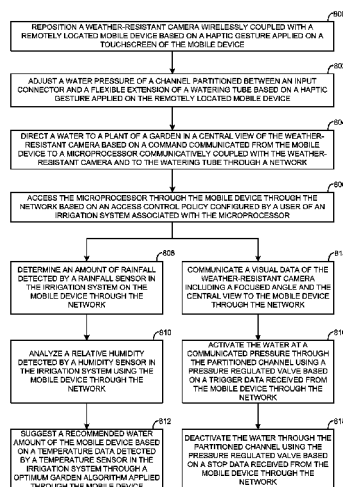 800
REPOSITION A WEATHER-RESISTANT CAMERA WIRELESSLY COUPLED WITH A
REMOTELY LOCATED MOBILE DEVICE BASED ON A HAPTIC GESTURE APPLIED ON A
TOUCHSCREEN OF THE MOBILE DEVICE
802
ADJUST A WATER PRESSURE OF A CHANNEL PARTITIONED BETWEEN AN INPUT
CONNECTOR AND A FLEXIBLE EXTENSION OF A WATERING TUBE BASED ON A HAPTIC
GESTURE APPLIED ON THE REMOTELY LOCATED MOBILE DEVICE
804
DIRECT A WATER TO A PLANT OF A GARDEN IN A CENTRAL VIEW OF THE WEATHER-
RESISTANT CAMERA BASED ON A COMMAND COMMUNICATED FROM THE MOBILE
DEVICE TO A MICROPROCESSOR COMMUNICATIVELY COUPLED WITH THE WEATHER-
RESISTANT CAMERA AND TO THE WATERING TUBE THROUGH A NETWORK
806
ACCESS THE MICROPROCESSOR THROUGH THE MOBILE DEVICE THROUGH THE
NETWORK BASED ON AN ACCESS CONTROL POLICY CONFIGURED BY A USER OF AN
IRRIGATION SYSTEM ASSOCIATED WITH THE MICROPROCESSOR
808
DETERMINE AN AMOUNT OF RAINFALL
DETECTED BY A RAINFALL SENSOR IN
THE IRRIGATION SYSTEM ON THE
MOBILE DEVICE THROUGH THE
NETWORK
810
ANALYZE A RELATIVE HUMIDITY
DETECTED BY A HUMIDITY SENSOR IN
THE IRRIGATION SYSTEM USING THE
MOBILE DEVICE THROUGH THE
NETWORK
812
SUGGEST A RECOMMENDED WATER
AMOUNT OF THE MOBILE DEVICE BASED
ON A TEMPERATURE DATA DETECTED
BY A TEMPERATURE SENSOR IN THE
IRRIGATION SYSTEM THROUGH A
OPTIMUM GARDEN ALGORITHM APPLIED
THROUGH THE MOBILE DEVICE
COMMUNICATE A VISUAL DATA OF THE
WEATHER-RESISTANT CAMERA
INCLUDING A FOCUSED ANGLE AND THE
CENTRAL VIEW TO THE MOBILE DEVICE
THROUGH THE NETWORK
ACTIVATE THE WATER AT A
COMMUNICATED PRESSURE THROUGH
THE PARTITIONED CHANNEL USING A
PRESSURE REGULATED VALVE BASED
ON A TRIGGER DATA RECEIVED FROM
THE MOBILE DEVICE THROUGH THE
NETWORK
DEACTIVATE THE WATER THROUGH THE
PARTITIONED CHANNEL USING THE
PRESSURE REGULATED VALVE BASED
ON A STOP DATA RECEIVED FROM THE
MOBILE DEVICE THROUGH THE
NETWORK